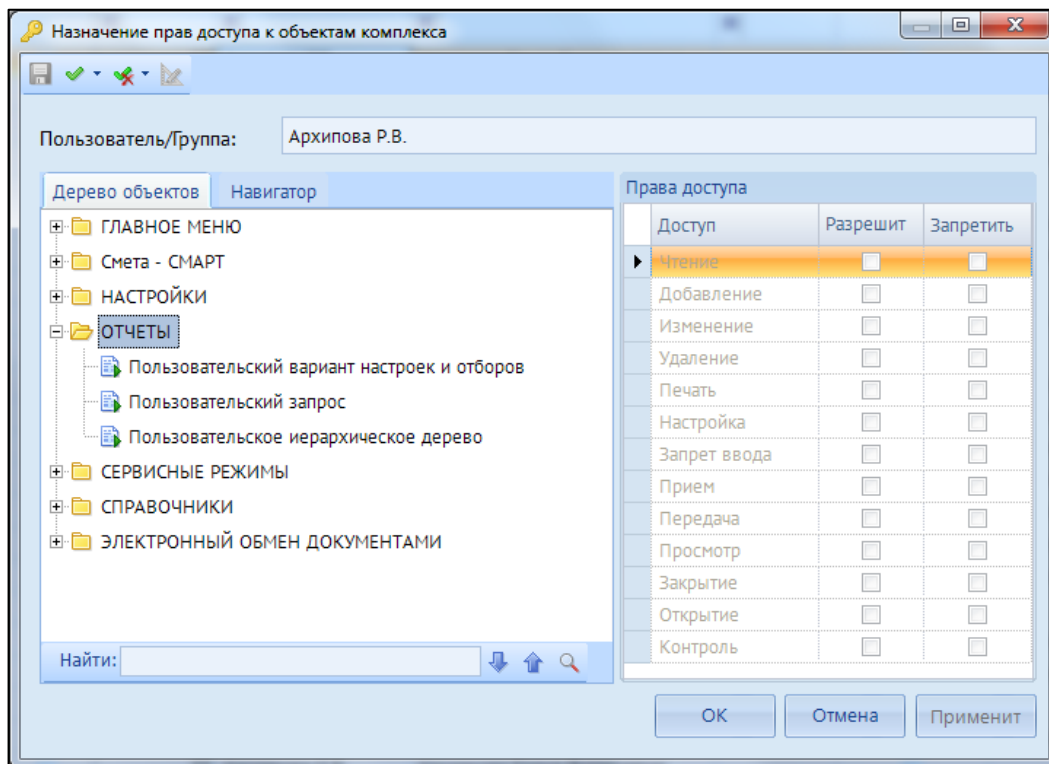 Назначение прав доступа к объектам комплекса
Пользователь/Группа: Архипова Р.В.
Дерево объектов Навигатор
ГЛАВНОЕ МЕНЮ
Смета - СМАРТ
НАСТРОЙКИ
ОТЧЕТЫ
Пользовательский вариант настроек и отборов
Пользовательский запрос
Пользовательское иерархическое дерево
СЕРВИСНЫЕ РЕЖИМЫ
СПРАВОЧНИКИ
ЭЛЕКТРОННЫЙ ОБМЕН ДОКУМЕНТАМИ
Найти:
Права доступа
Доступ Разрешит Запретить
Чтение
Добавление
Изменение
Удаление
Печать
Настройка
Запрет ввода
Прием
Передача
Просмотр
Закрытие
Открытие
Контроль
ОК Отмена Применит